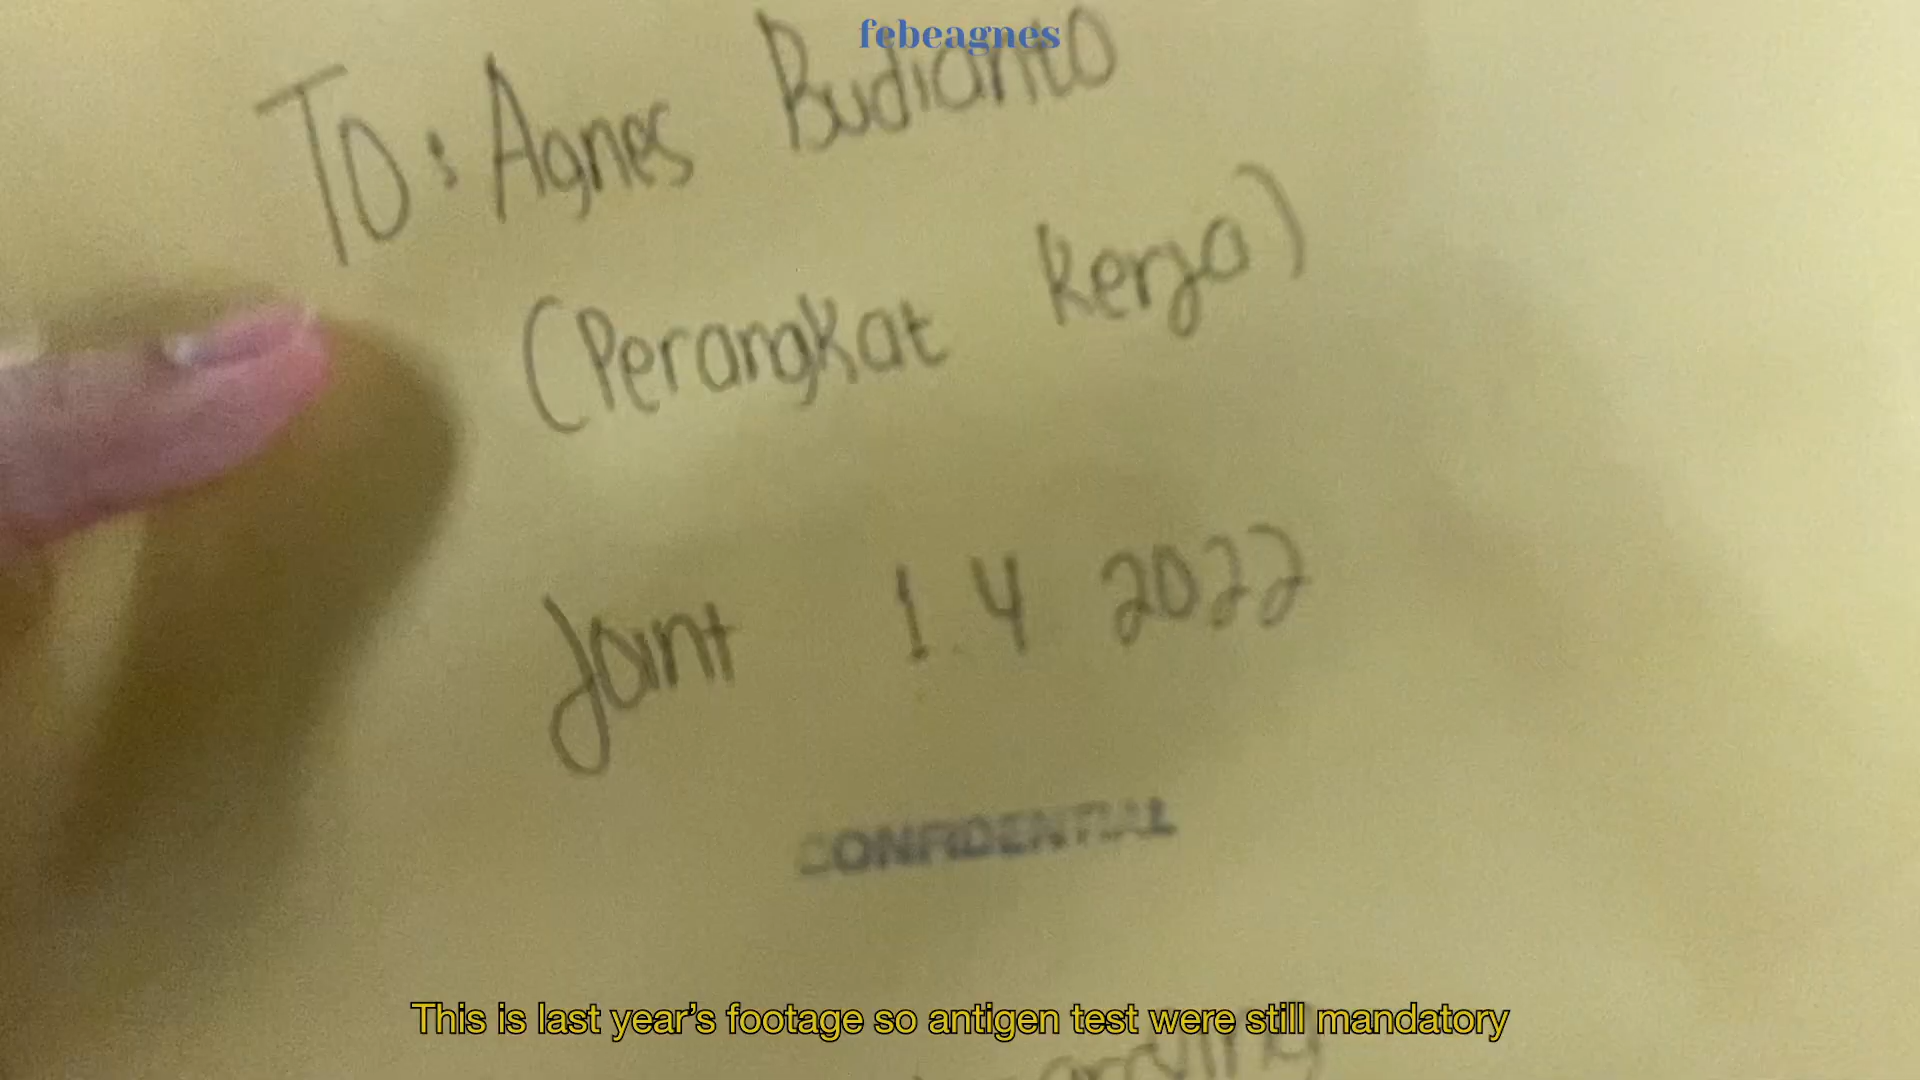 febeagnes
To: Agnes Budianto
(Perangkat Kerja)
Joint 1.4 2022
CONFIDENTIAL
This is last year's footage so antigen test were still mandatory